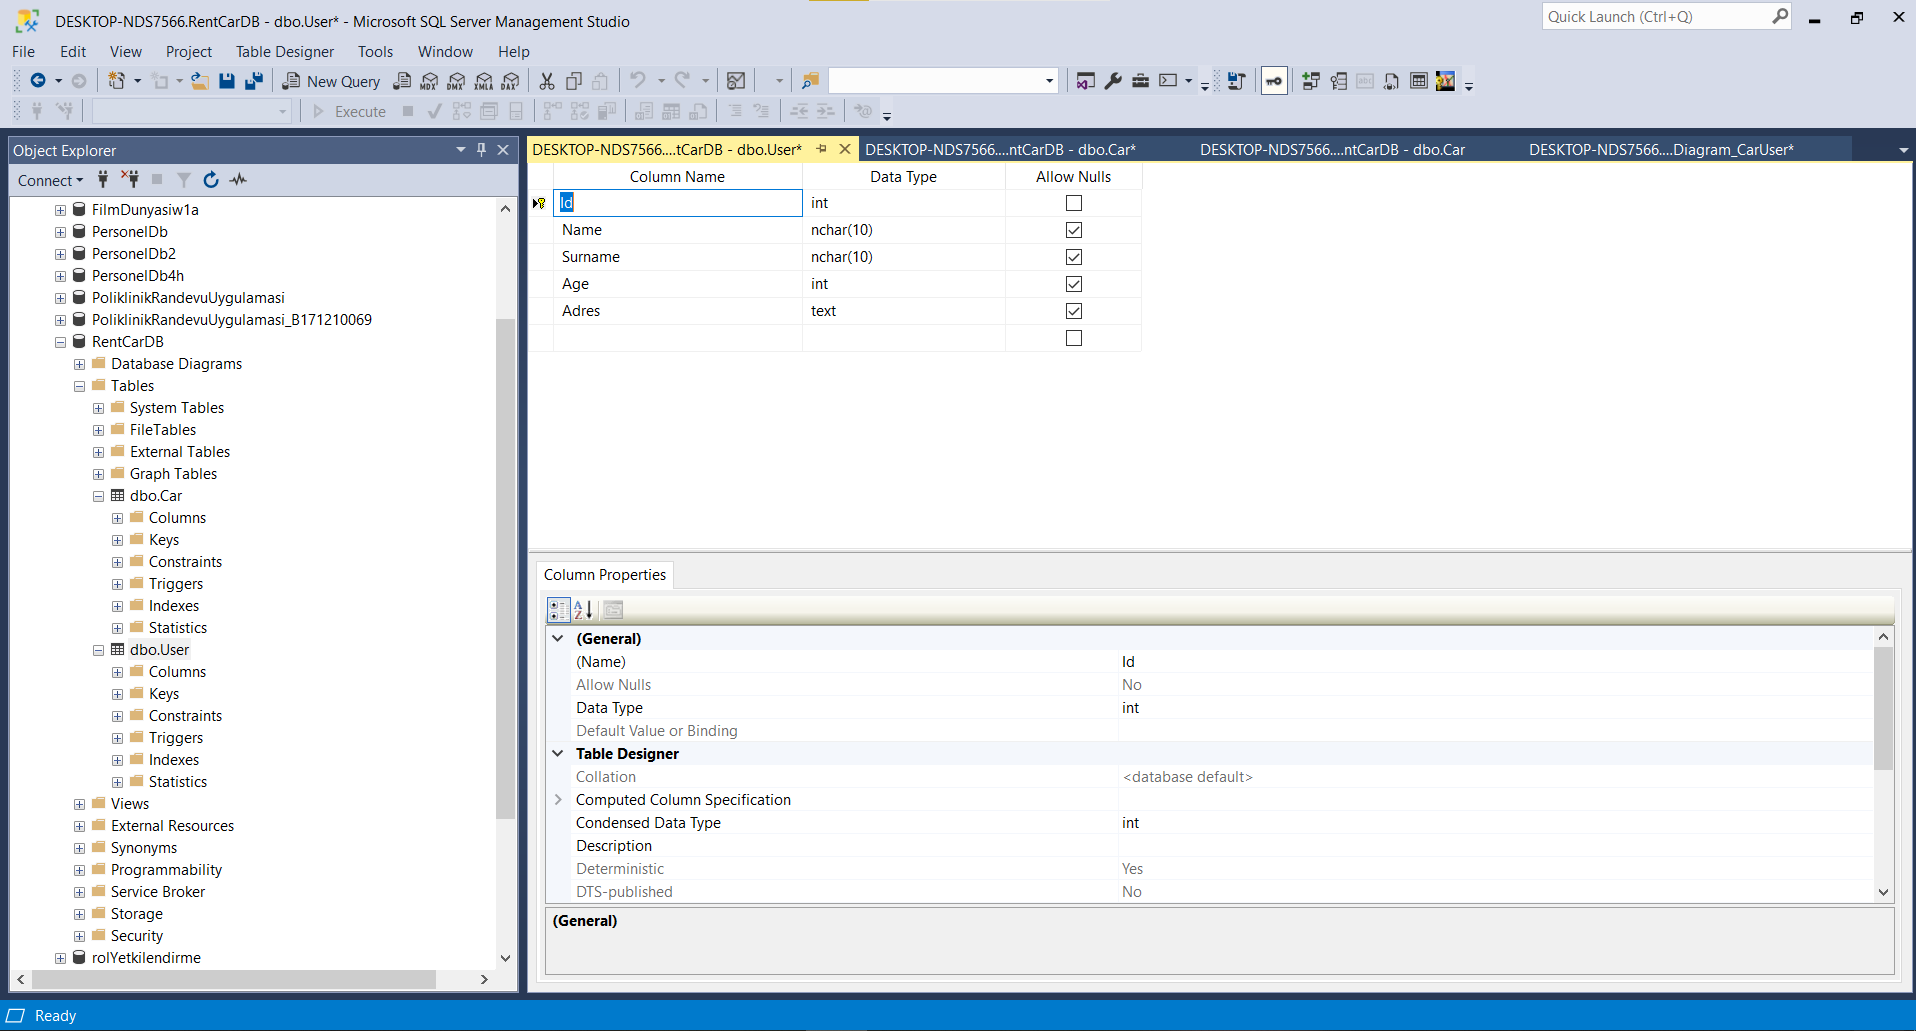 DESKTOP-NDS7566.RentCarDB - dbo.User* - Microsoft SQL Server Management Studio
Quick Launch (Ctrl+Q)
File Edit View Project Table Designer Tools Window Help
New Query
MDX DMX XMLA DAX
Execute
Object Explorer
Connect
FilmDunyasiw1a
PersonelDb
PersonelDb2
PersonelDb4h
PoliklinikRandevuUygulamasi
PoliklinikRandevuUygulamasi_B171210069
RentCarDB
Database Diagrams
Tables
System Tables
FileTables
External Tables
Graph Tables
dbo.Car
Columns
Keys
Constraints
Triggers
Indexes
Statistics
dbo.User
Columns
Keys
Constraints
Triggers
Indexes
Statistics
Views
External Resources
Synonyms
Programmability
Service Broker
Storage
Security
rolYetkilendirme
DESKTOP-NDS7566....tCarDB - dbo.User* DESKTOP-NDS7566....ntCarDB - dbo.Car* DESKTOP-NDS7566....ntCarDB - dbo.Car DESKTOP-NDS7566....Diagram_CarUser*
Column Name Data Type Allow Nulls
Id int
Name nchar(10)
Surname nchar(10)
Age int
Adres text
Column Properties
(General)
(Name) Id
Allow Nulls No
Data Type int
Default Value or Binding
Table Designer
Collation <database default>
Computed Column Specification
Condensed Data Type int
Description
Deterministic Yes
DTS-published No
(General)
Ready